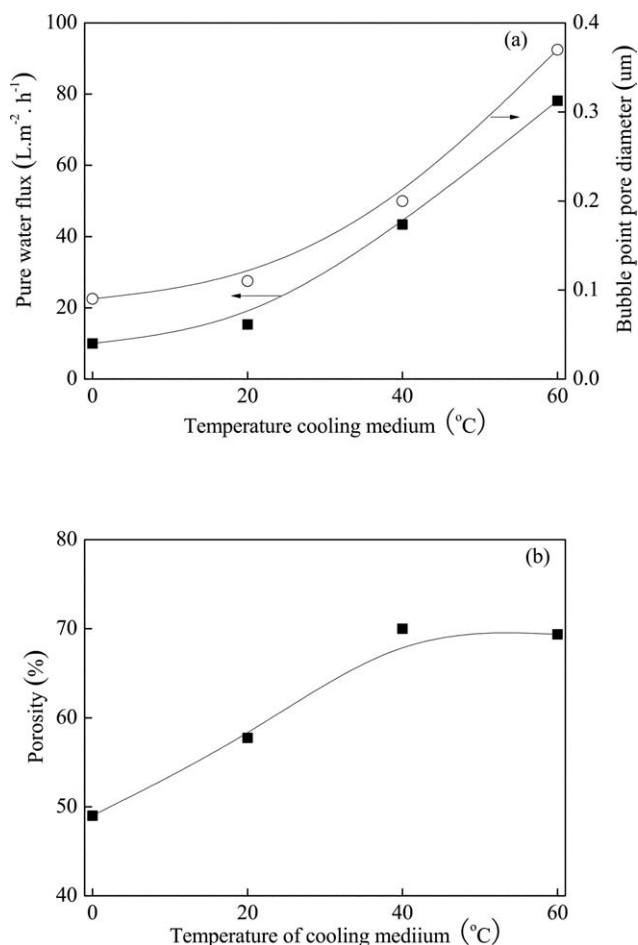 (a)
Pure water flux (L.m⁻². h⁻¹)
100
80
60
40
20
0
Bubble point pore diameter (um)
0.4
0.3
0.2
0.1
0.0
0 20 40 60
Temperature cooling medium (°C)
(b)
Porosity (%)
80
70
60
50
40
0 20 40 60
Temperature of cooling mediium (°C)